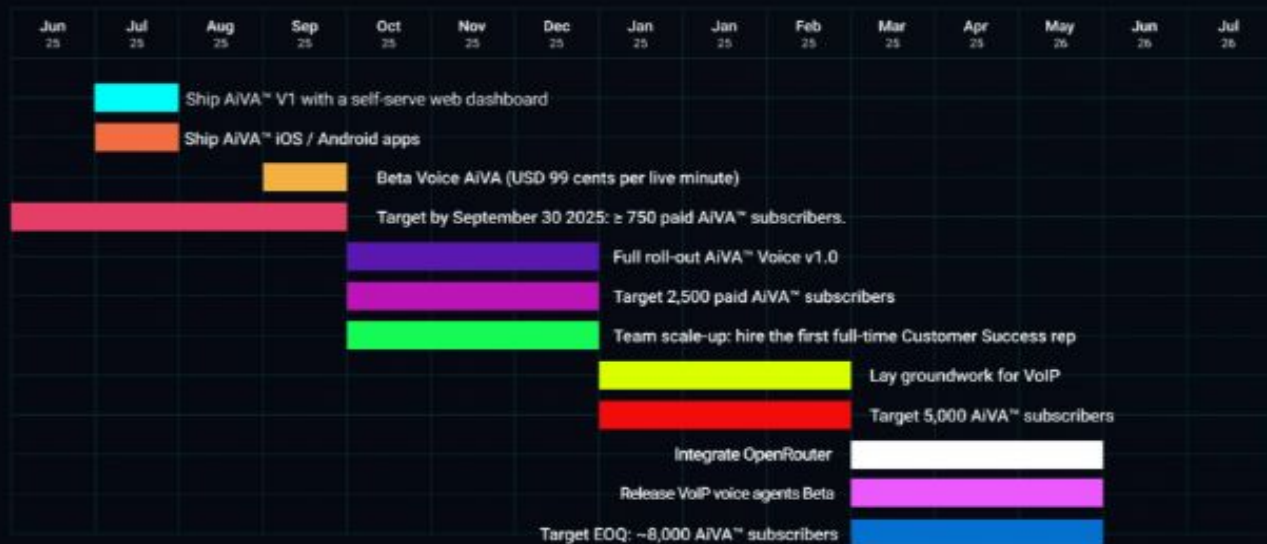 Jun Jul Aug Sep Oct Nov Dec Jan Jan Feb Mar Apr May Jun Jul
25 25 25 25 25 25 25 25 25 25 25 25 26 26 26
Ship AiVA™ V1 with a self-serve web dashboard
Ship AiVA™ iOS / Android apps
Beta Voice AiVA (USD 99 cents per live minute)
Target by September 30 2025: ≥ 750 paid AiVA™ subscribers.
Full roll-out AiVA™ Voice v1.0
Target 2,500 paid AiVA™ subscribers
Team scale-up: hire the first full-time Customer Success rep
Lay groundwork for VoIP
Target 5,000 AiVA™ subscribers
Integrate OpenRouter
Release VoIP voice agents Beta
Target EOQ: ~8,000 AiVA™ subscribers